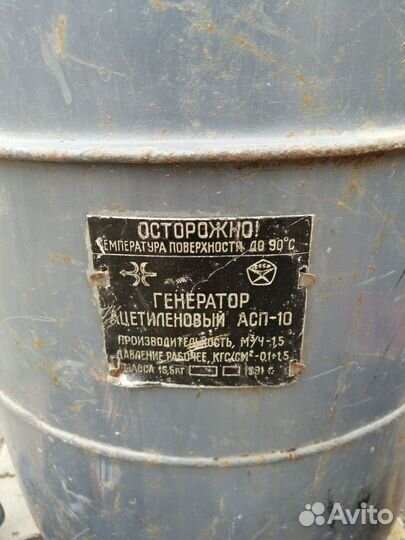 ОСТОРОЖНО!
ТЕМПЕРАТУРА ПОВЕРХНОСТИ ДО 90°С
СССР
ГЕНЕРАТОР
АЦЕТИЛЕНОВЫЙ АСП-10
ПРОИЗВОДИТЕЛЬНОСТЬ, М³/Ч-1,5
ДАВЛЕНИЕ РАБОЧЕЕ, КГС/СМ²-0,1÷1,5
МАССА 16,5КГ 1991 Г.
Avito